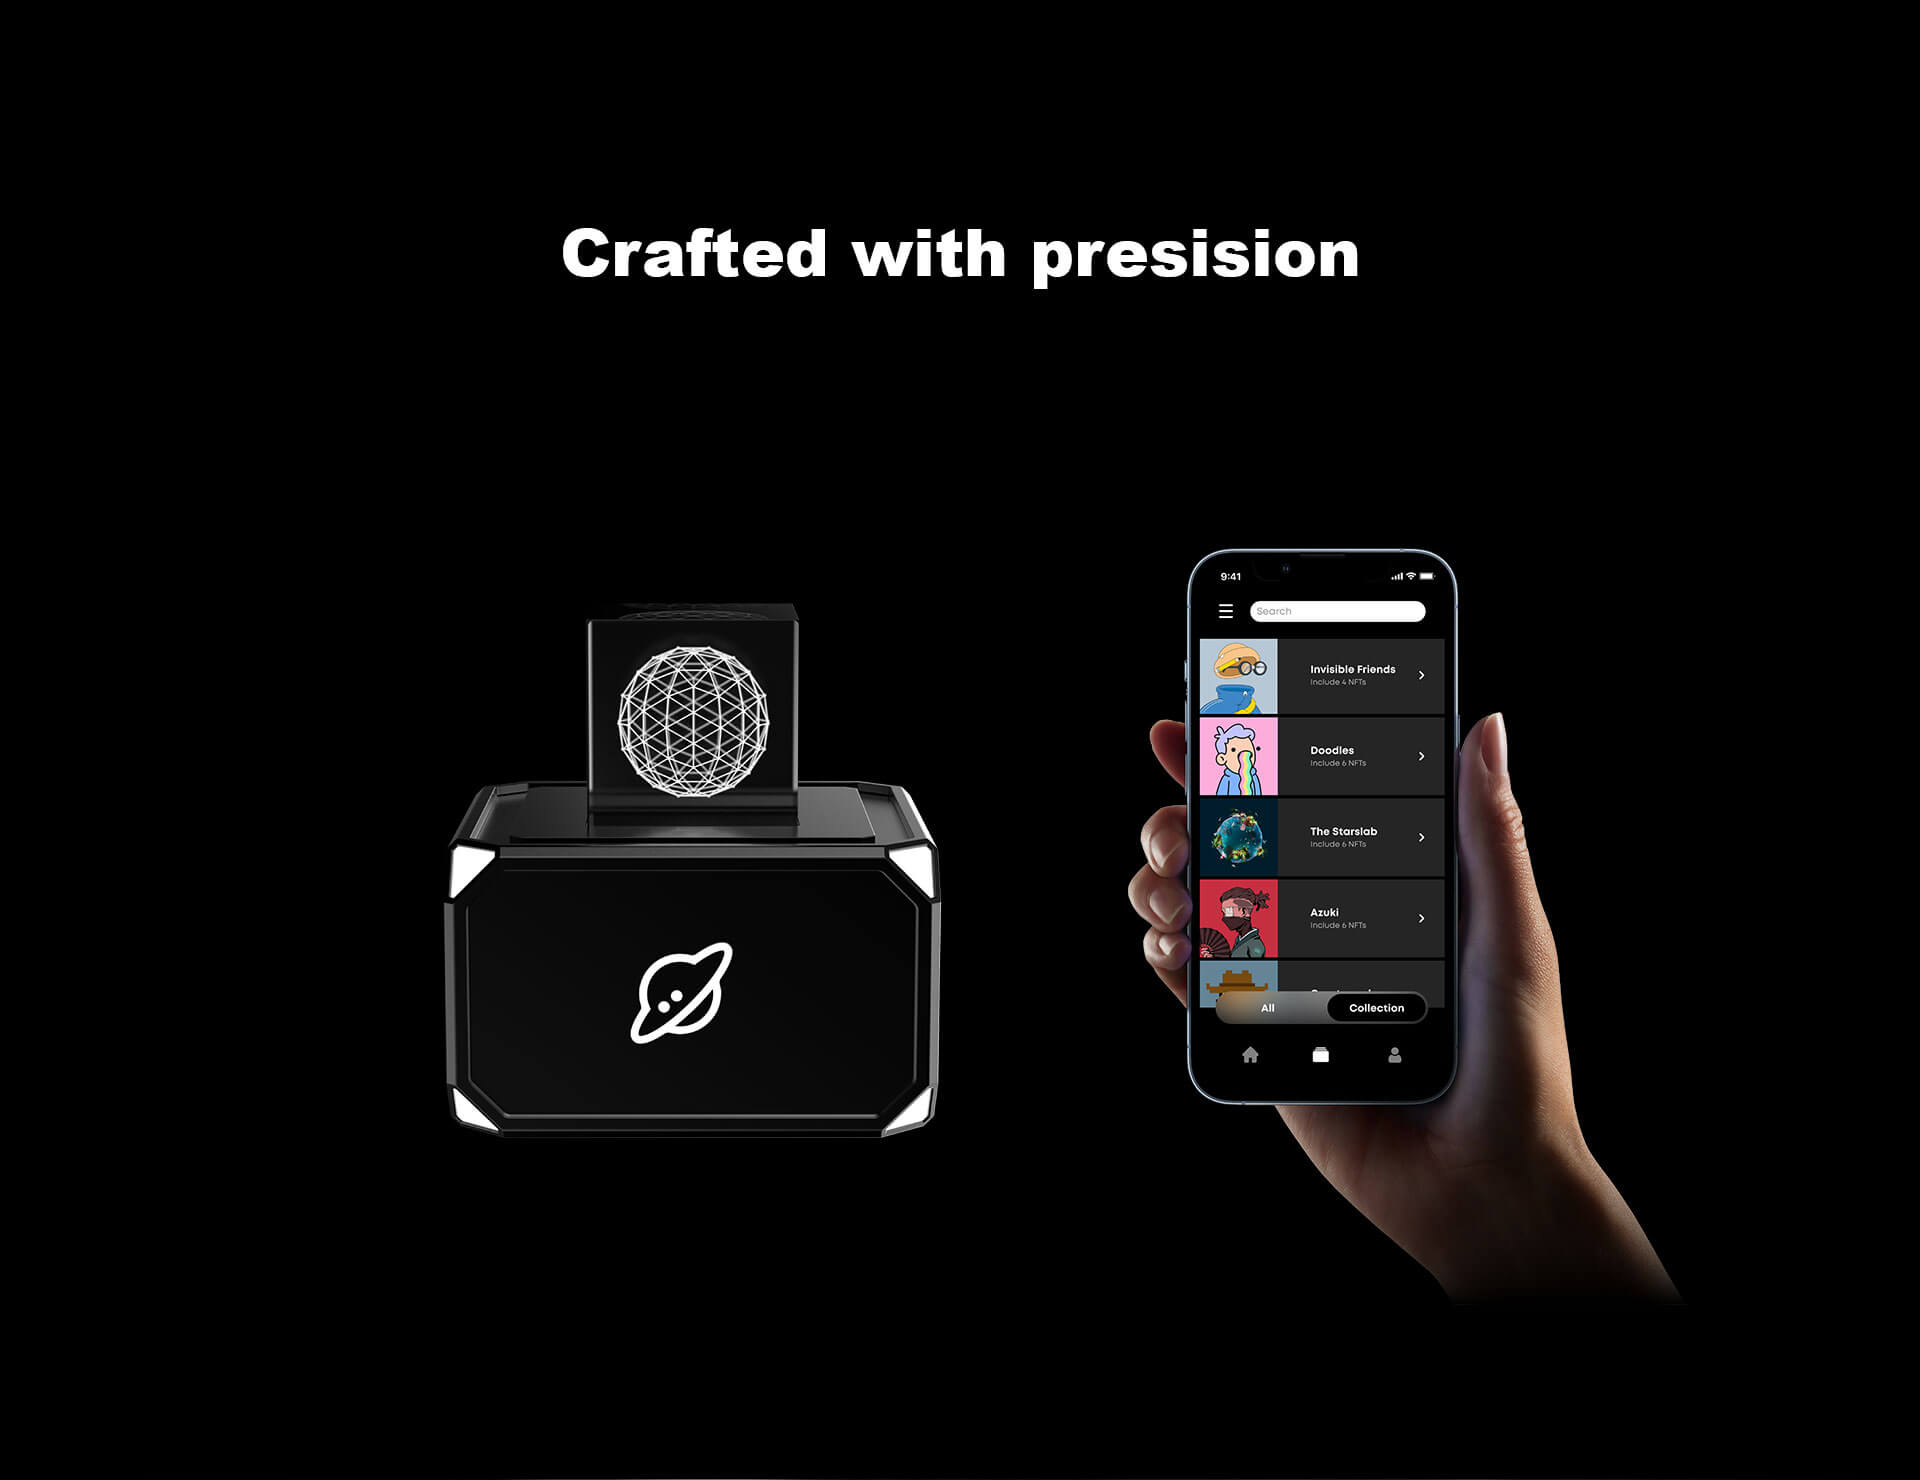 Crafted with presision
9:41
Search
Invisible Friends
Include 4 NFTs
Doodles
Include 6 NFTs
The Starslab
Include 6 NFTs
Azuki
Include 6 NFTs
All
Collection